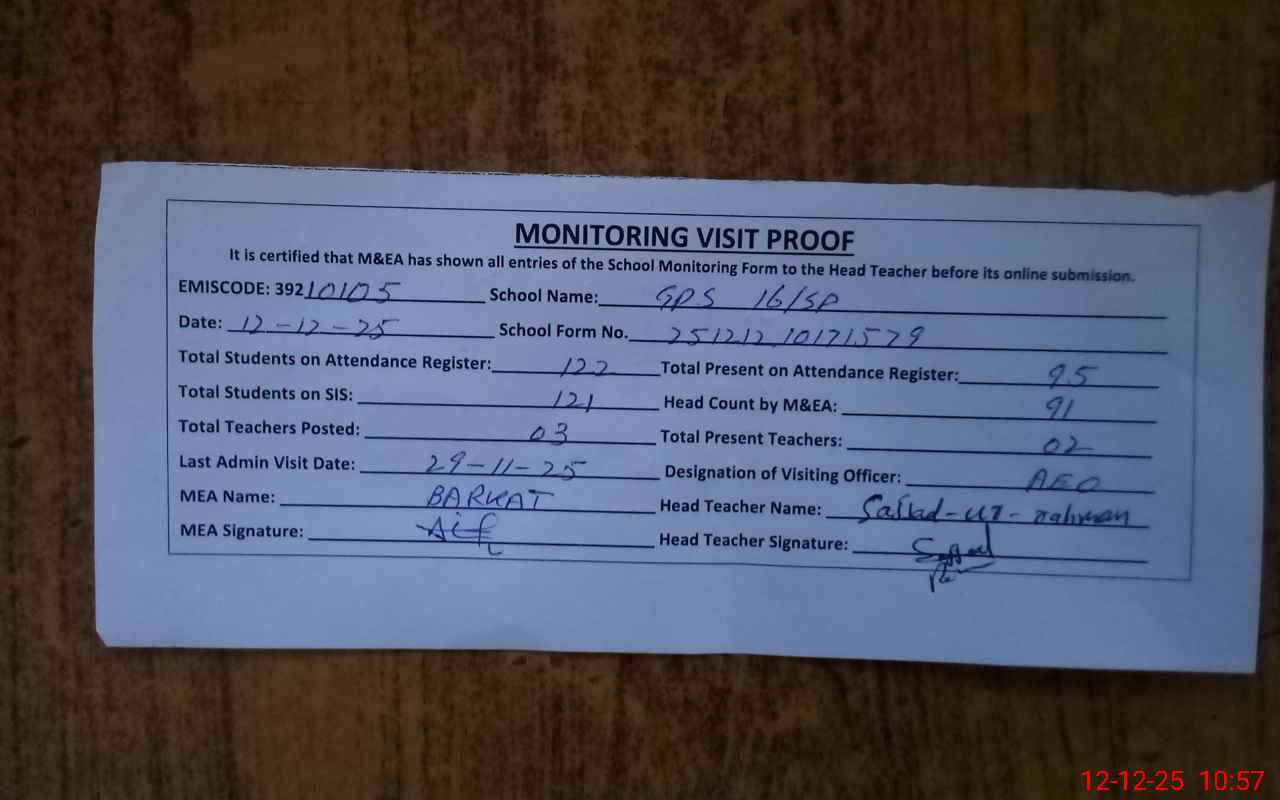 MONITORING VISIT PROOF
It is certified that M&EA has shown all entries of the School Monitoring Form to the Head Teacher before its online submission.
EMISCODE: 39210105 School Name: GPS 16/SP
Date: 12-12-25 School Form No. 25121210171579
Total Students on Attendance Register: 122 Total Present on Attendance Register: 95
Total Students on SIS: 121 Head Count by M&EA: 91
Total Teachers Posted: 03 Total Present Teachers: 02
Last Admin Visit Date: 29-11-25 Designation of Visiting Officer: AEO
MEA Name: BARKAT Head Teacher Name: Sajjad-ur-rahman
MEA Signature: Head Teacher Signature:
12-12-25 10:57